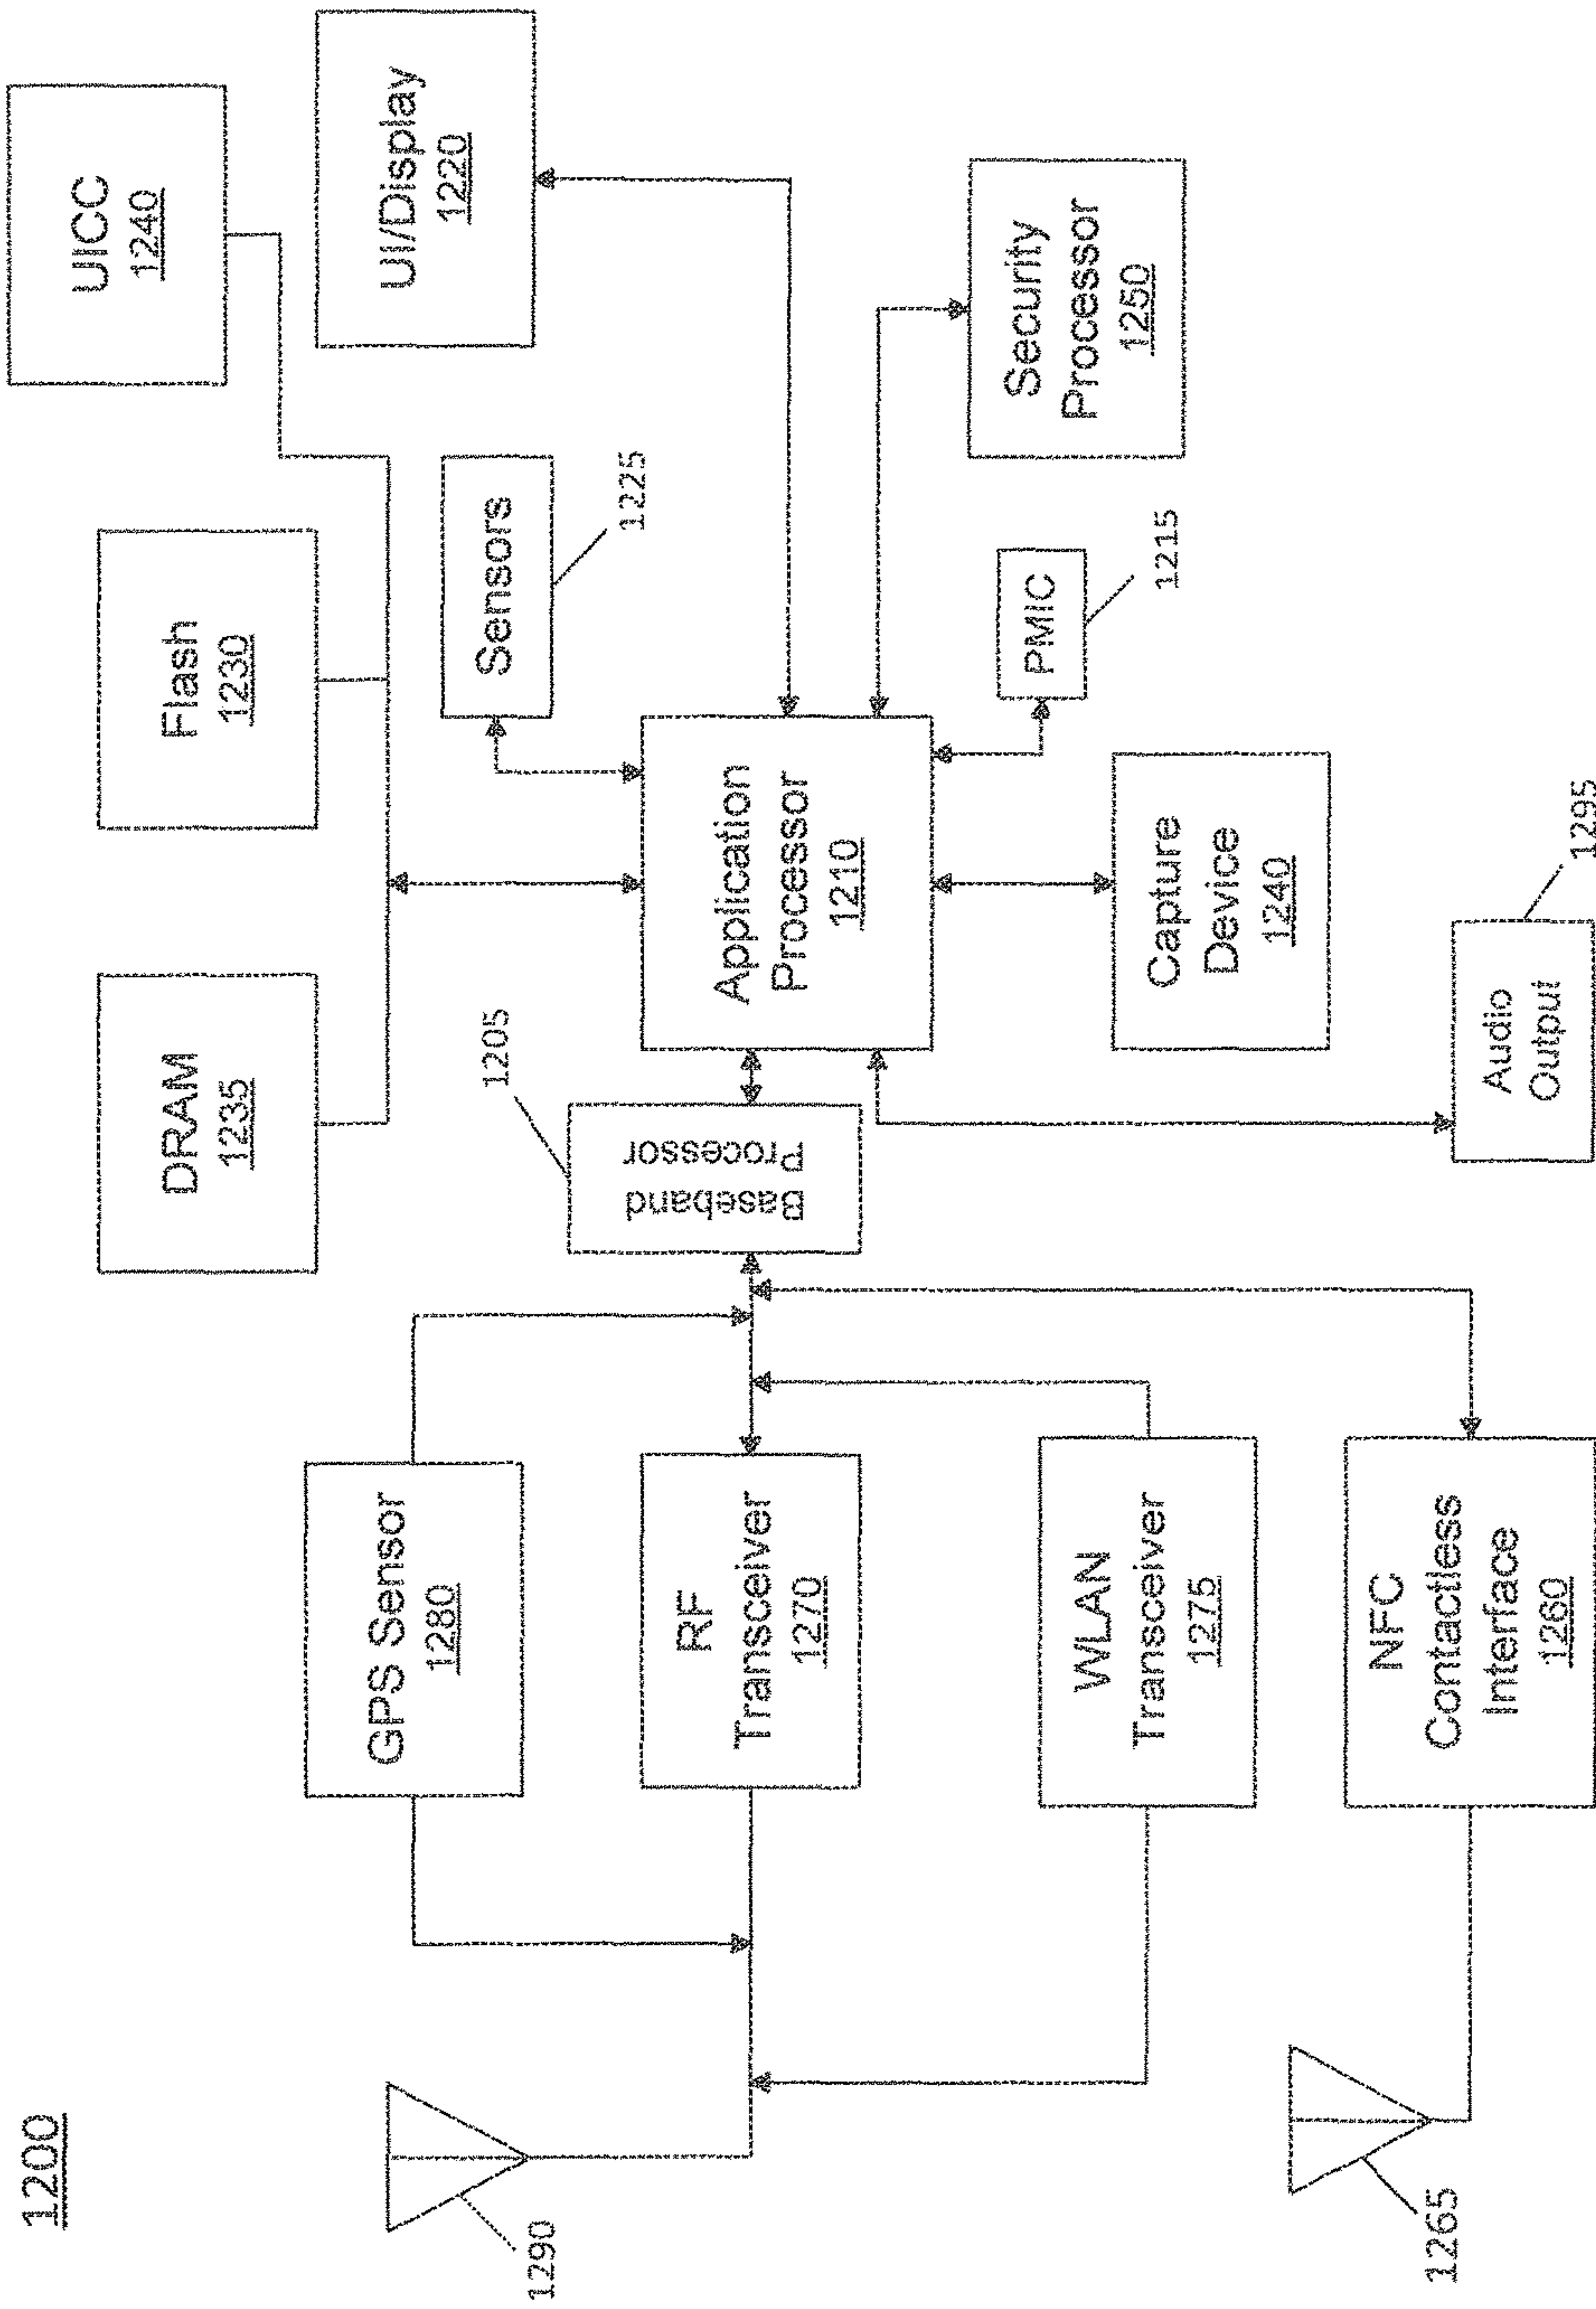 1200
UICC
1240
Flash
1230
DRAM
1235
UI/Display
1220
Sensors
1225
GPS Sensor
1280
1290
1205
Baseband
Processor
Application
Processor
1210
RF
Transceiver
1270
Security
Processor
1250
PMIC
1215
WLAN
Transceiver
1275
Capture
Device
1240
NFC
Contactless
Interface
1260
1265
Audio
Output
1295